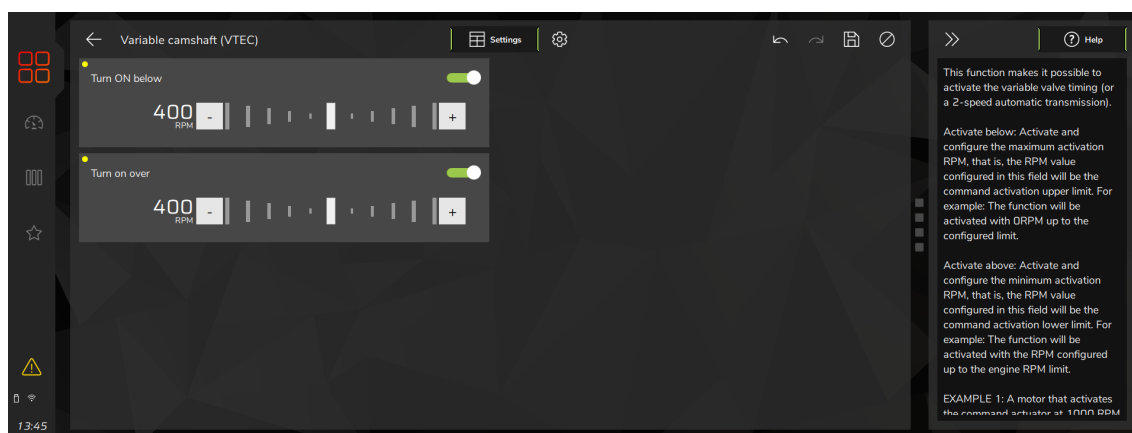 Variable camshaft (VTEC)
Settings
Help
Turn ON below
400
RPM
-
+
Turn on over
400
RPM
-
+
This function makes it possible to
activate the variable valve timing (or
a 2-speed automatic transmission).
Activate below: Activate and
configure the maximum activation
RPM, that is, the RPM value
configured in this field will be the
command activation upper limit. For
example: The function will be
activated with 0RPM up to the
configured limit.
Activate above: Activate and
configure the minimum activation
RPM, that is, the RPM value
configured in this field will be the
command activation lower limit. For
example: The function will be
activated with the RPM configured
up to the engine RPM limit.
EXAMPLE 1: A motor that activates
the command actuator at 1000 RPM
13:45